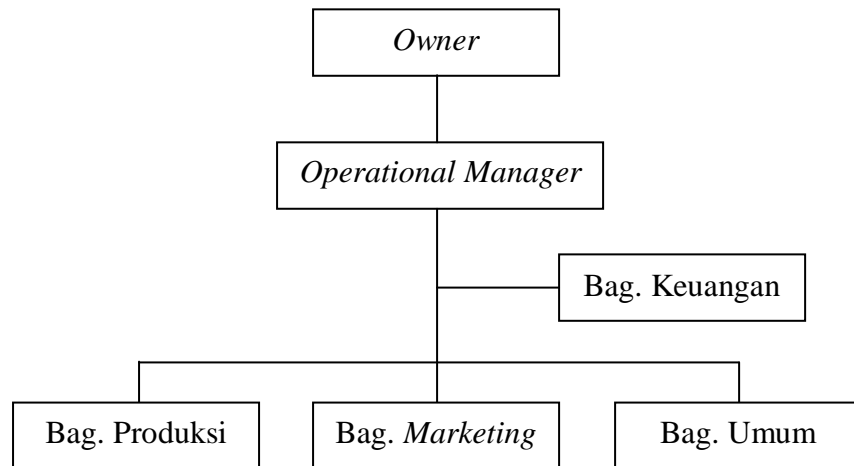 Owner
Operational Manager
Bag. Keuangan
Bag. Produksi
Bag. Marketing
Bag. Umum